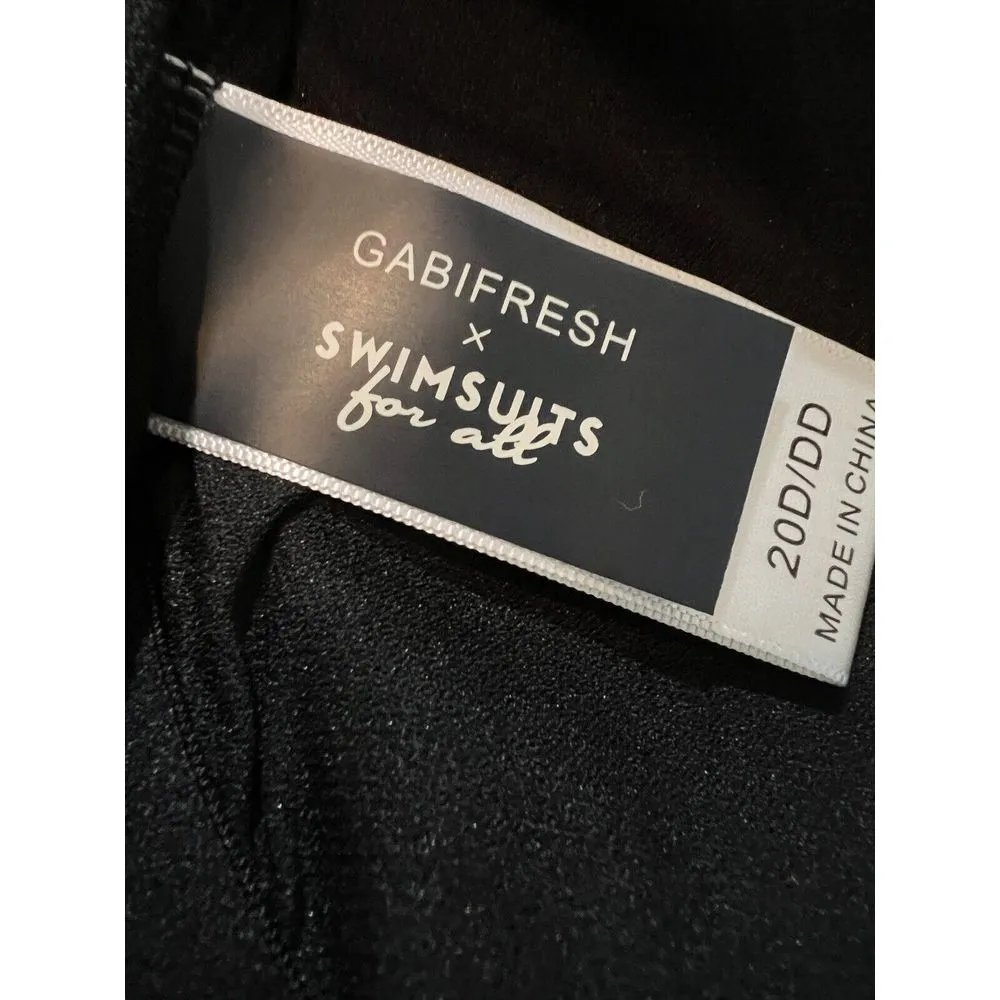 GABIFRESH
x
SWIMSUITS
for all
20D/DD
MADE IN CHINA